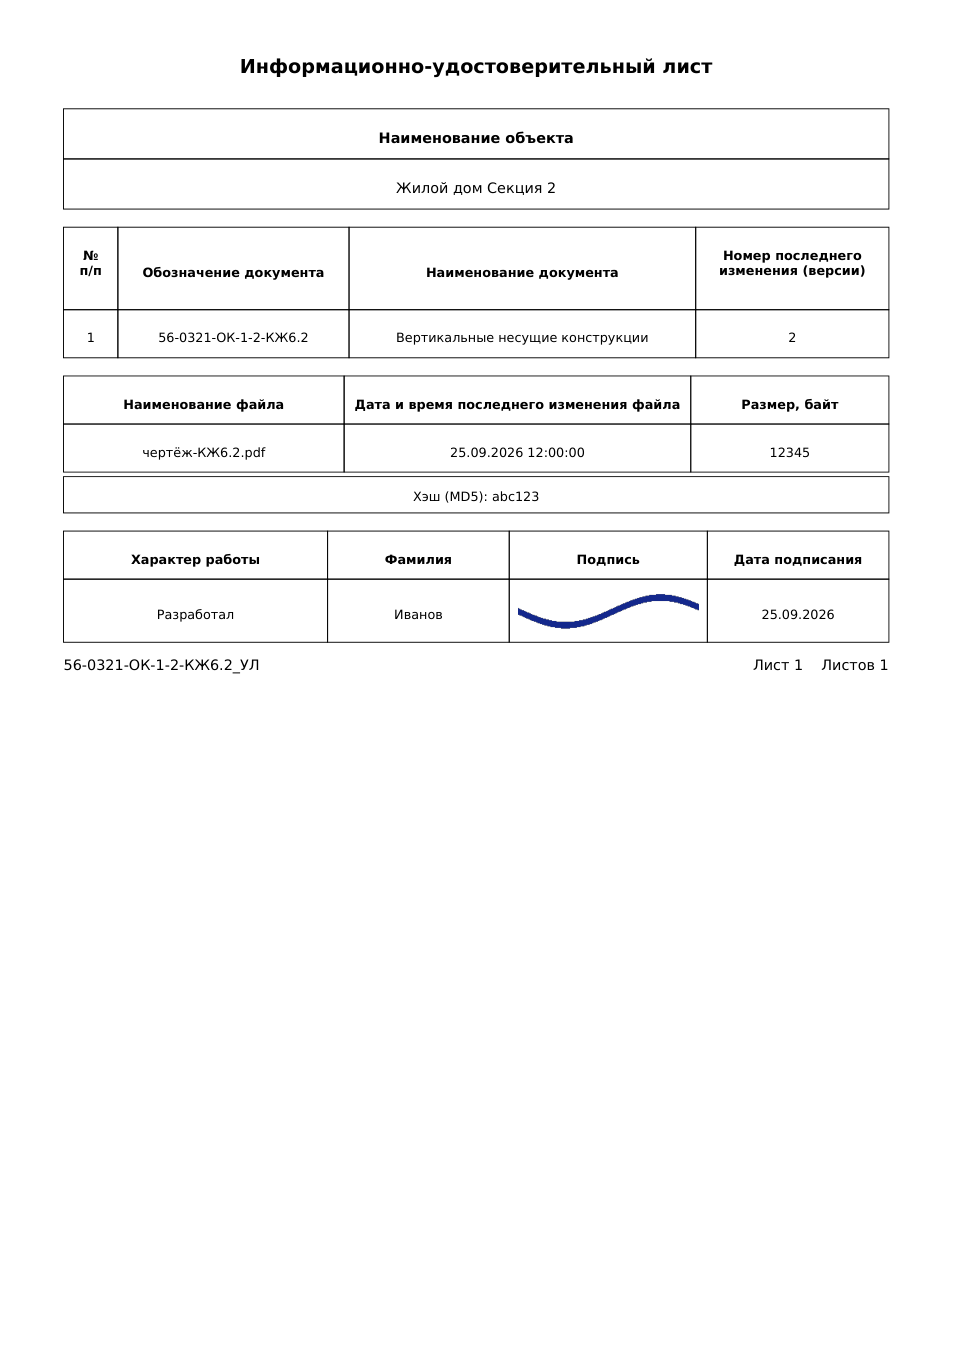 Информационно-удостоверительный лист
Наименование объекта
Жилой дом Секция 2
№ п/п
Обозначение документа
Наименование документа
Номер последнего
изменения (версии)
1
56-0321-ОК-1-2-КЖ6.2
Вертикальные несущие конструкции
2
Наименование файла
Дата и время последнего изменения файла
Размер, байт
чертёж-КЖ6.2.pdf
25.09.2026 12:00:00
12345
Хэш (MD5): abc123
Характер работы
Фамилия
Подпись
Дата подписания
Разработал
Иванов
25.09.2026
56-0321-ОК-1-2-КЖ6.2_УЛ
Лист 1 Листов 1